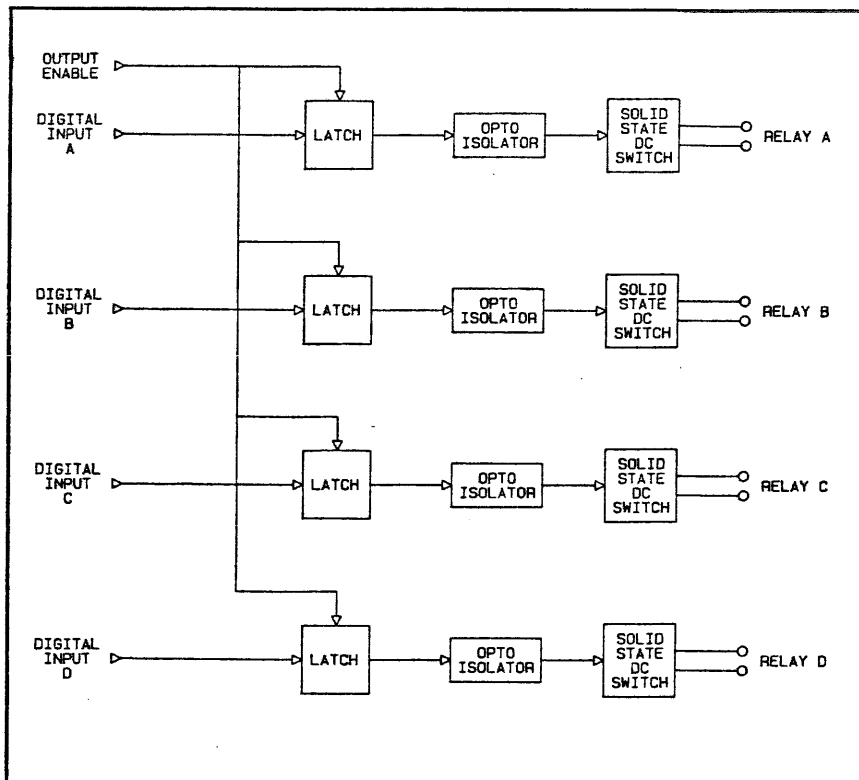 OUTPUT
ENABLE
DIGITAL
INPUT
A
LATCH
OPTO
ISOLATOR
SOLID
STATE
DC
SWITCH
RELAY A
DIGITAL
INPUT
B
LATCH
OPTO
ISOLATOR
SOLID
STATE
DC
SWITCH
RELAY B
DIGITAL
INPUT
C
LATCH
OPTO
ISOLATOR
SOLID
STATE
DC
SWITCH
RELAY C
DIGITAL
INPUT
D
LATCH
OPTO
ISOLATOR
SOLID
STATE
DC
SWITCH
RELAY D